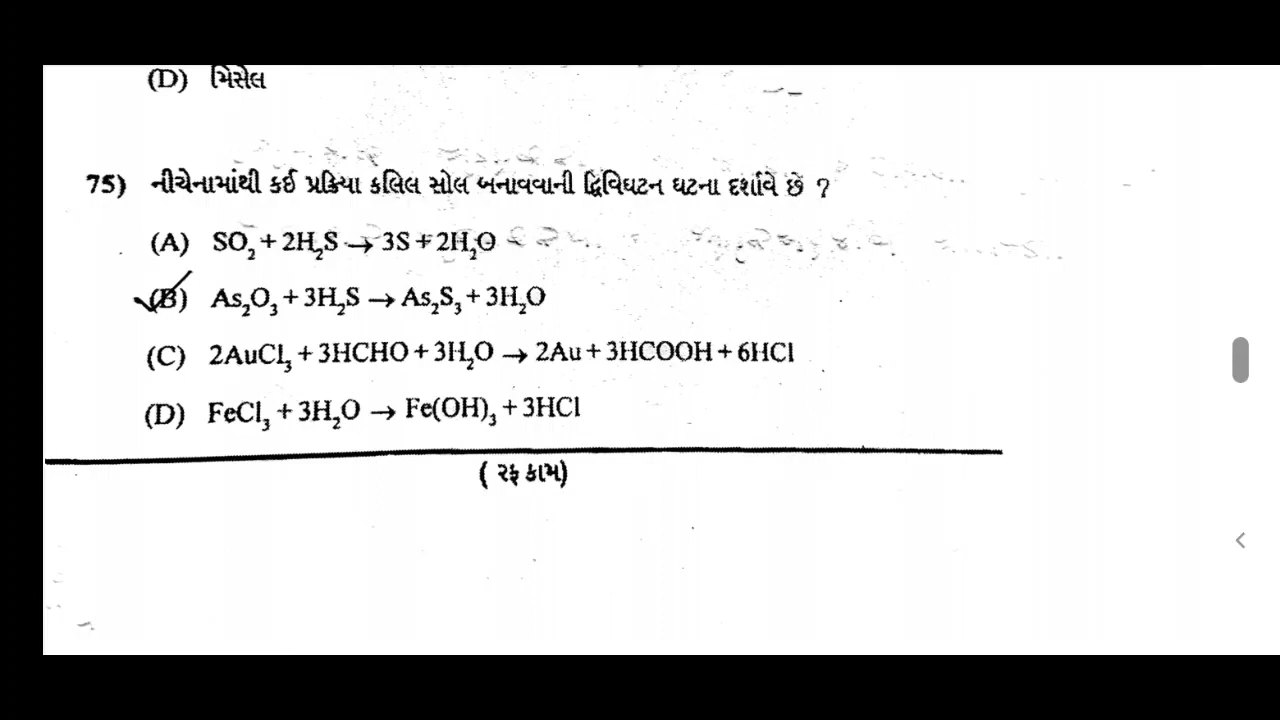 (D) મિસેલ
75) નીચેનામાંથી કઈ પ્રક્રિયા કલિલ સોલ બનાવવાની દ્વિવિઘટન ઘટના દર્શાવે છે ?
(A) SO₂ + 2H₂S → 3S + 2H₂O
(B) As₂O₃ + 3H₂S → As₂S₃ + 3H₂O
(C) 2AuCl₃ + 3HCHO + 3H₂O → 2Au + 3HCOOH + 6HCl
(D) FeCl₃ + 3H₂O → Fe(OH)₃ + 3HCl
( રફ કામ)